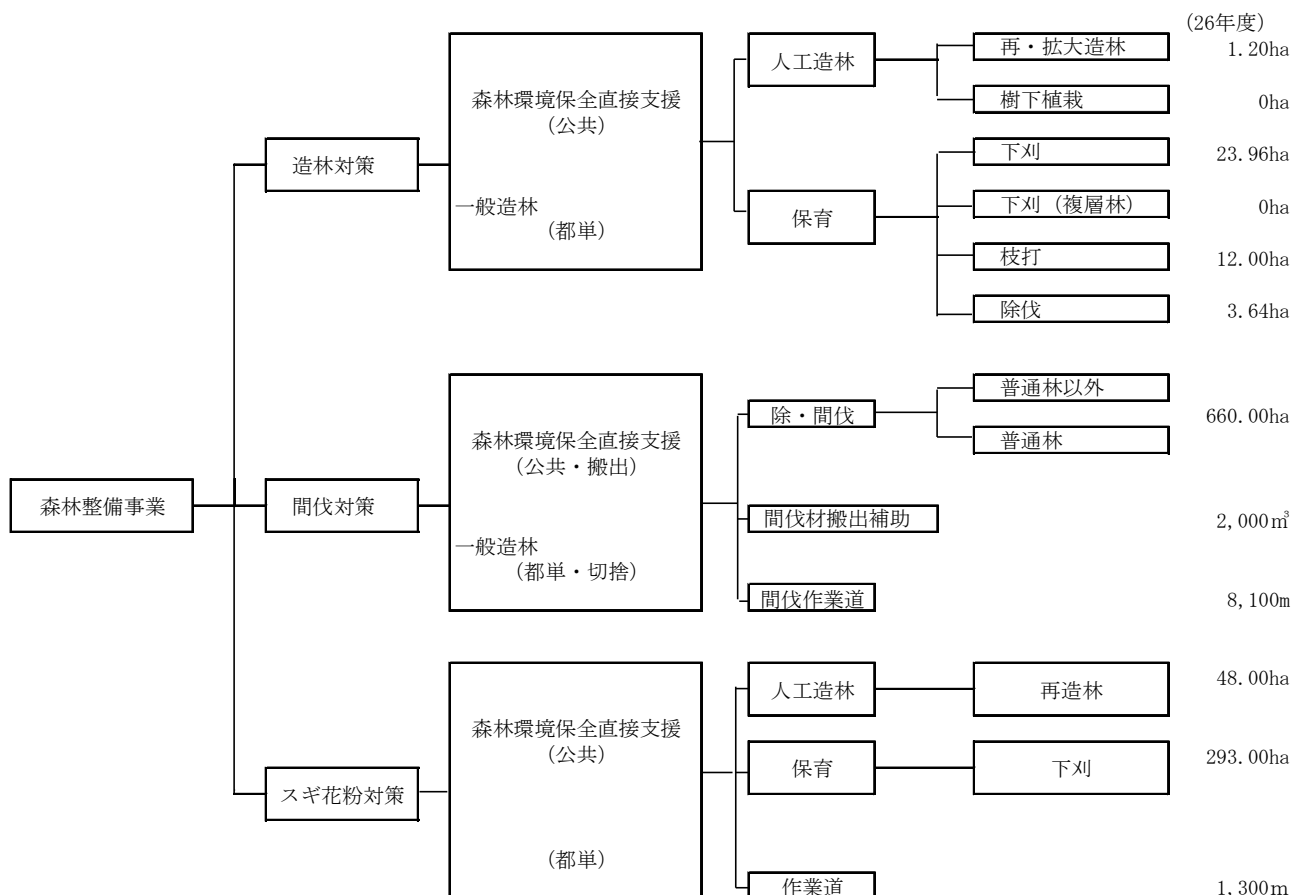 (26年度)
再・拡大造林 1.20ha
人工造林
森林環境保全直接支援
(公共)
樹下植栽 0ha
造林対策
下刈 23.96ha
一般造林
(都単)
保育
下刈(複層林) 0ha
枝打 12.00ha
除伐 3.64ha
普通林以外
除・間伐 660.00ha
森林環境保全直接支援
(公共・搬出)
普通林
森林整備事業
間伐対策
間伐材搬出補助 2,000㎥
一般造林
(都単・切捨)
間伐作業道 8,100m
人工造林 再造林 48.00ha
森林環境保全直接支援
(公共)
保育 下刈 293.00ha
スギ花粉対策
(都単)
作業道 1,300m